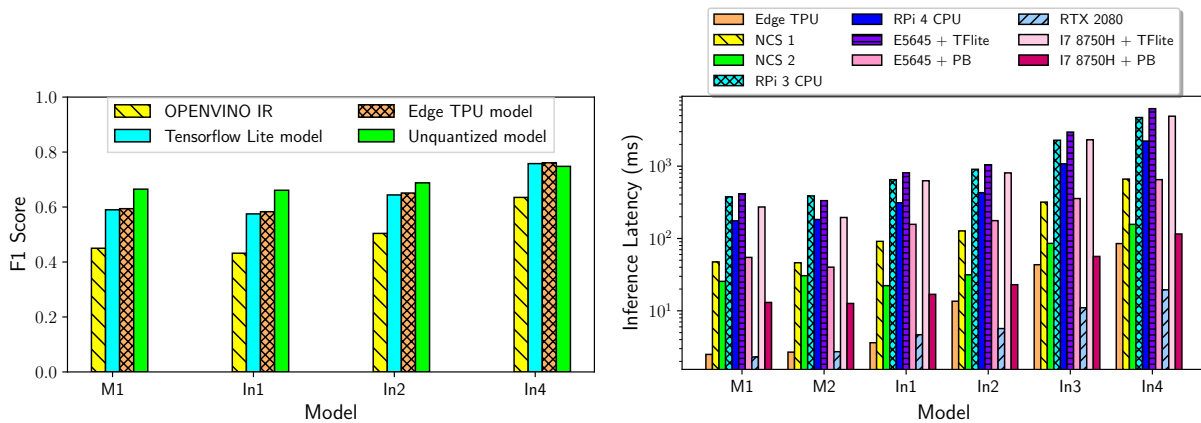 1.0
0.8
0.6
0.4
0.2
0.0
F1 Score
OPENVINO IR
Tensorflow Lite model
Edge TPU model
Unquantized model
M1 In1 In2 In4
Model
Edge TPU
NCS 1
NCS 2
RPi 3 CPU
RPi 4 CPU
E5645 + TFlite
E5645 + PB
RTX 2080
I7 8750H + TFlite
I7 8750H + PB
10³
10²
10¹
Inference Latency (ms)
M1 M2 In1 In2 In3 In4
Model